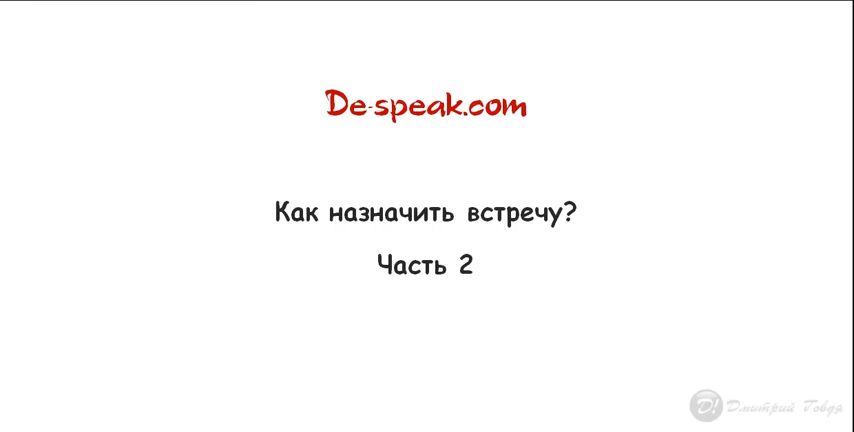 De-speak.com
Как назначить встречу?
Часть 2
D! Дмитрий Говдя